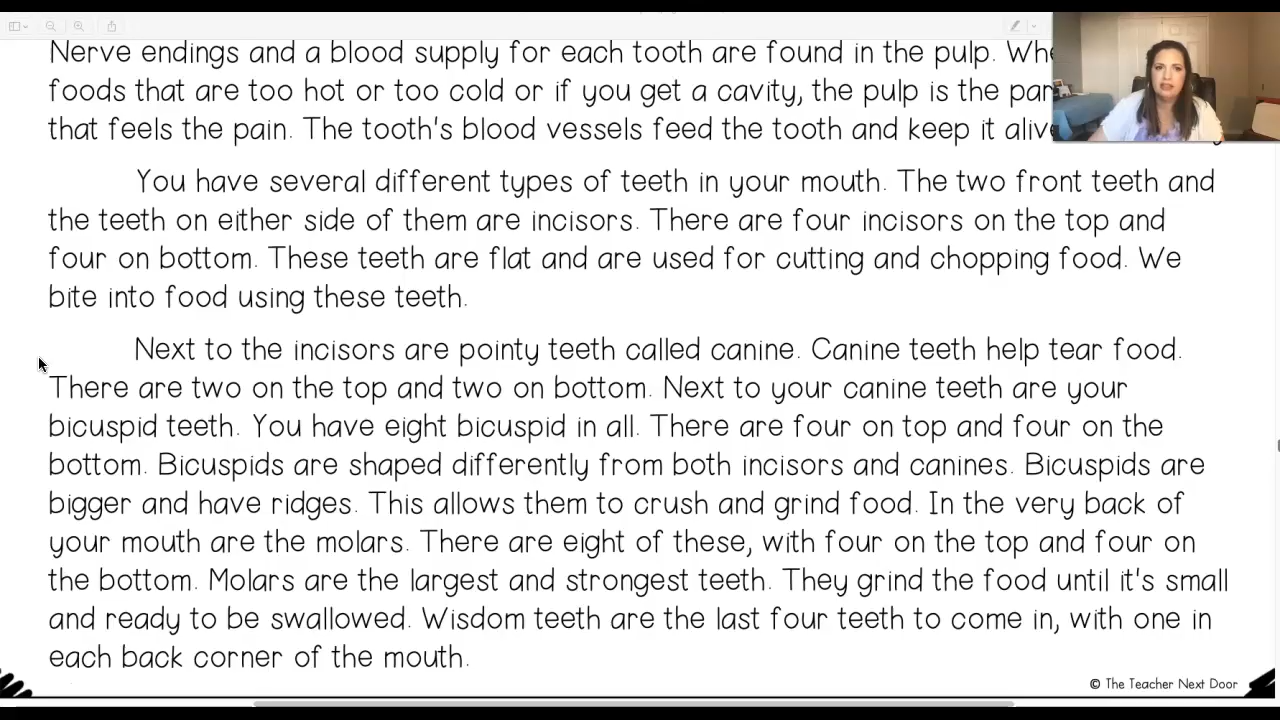 Nerve endings and a blood supply for each tooth are found in the pulp.
foods that are too hot or too cold or if you get a cavity, the pulp is the
that feels the pain. The tooth's blood vessels feed the tooth and keep it
You have several different types of teeth in your mouth. The two front teeth and
the teeth on either side of them are incisors. There are four incisors on the top and
four on bottom. These teeth are flat and are used for cutting and chopping food. We
bite into food using these teeth.
Next to the incisors are pointy teeth called canine. Canine teeth help tear food.
There are two on the top and two on bottom. Next to your canine teeth are your
bicuspid teeth. You have eight bicuspid in all. There are four on top and four on the
bottom. Bicuspids are shaped differently from both incisors and canines. Bicuspids are
bigger and have ridges. This allows them to crush and grind food. In the very back of
your mouth are the molars. There are eight of these, with four on the top and four on
the bottom. Molars are the largest and strongest teeth. They grind the food until it's small
and ready to be swallowed. Wisdom teeth are the last four teeth to come in, with one in
each back corner of the mouth.
© The Teacher Next Door